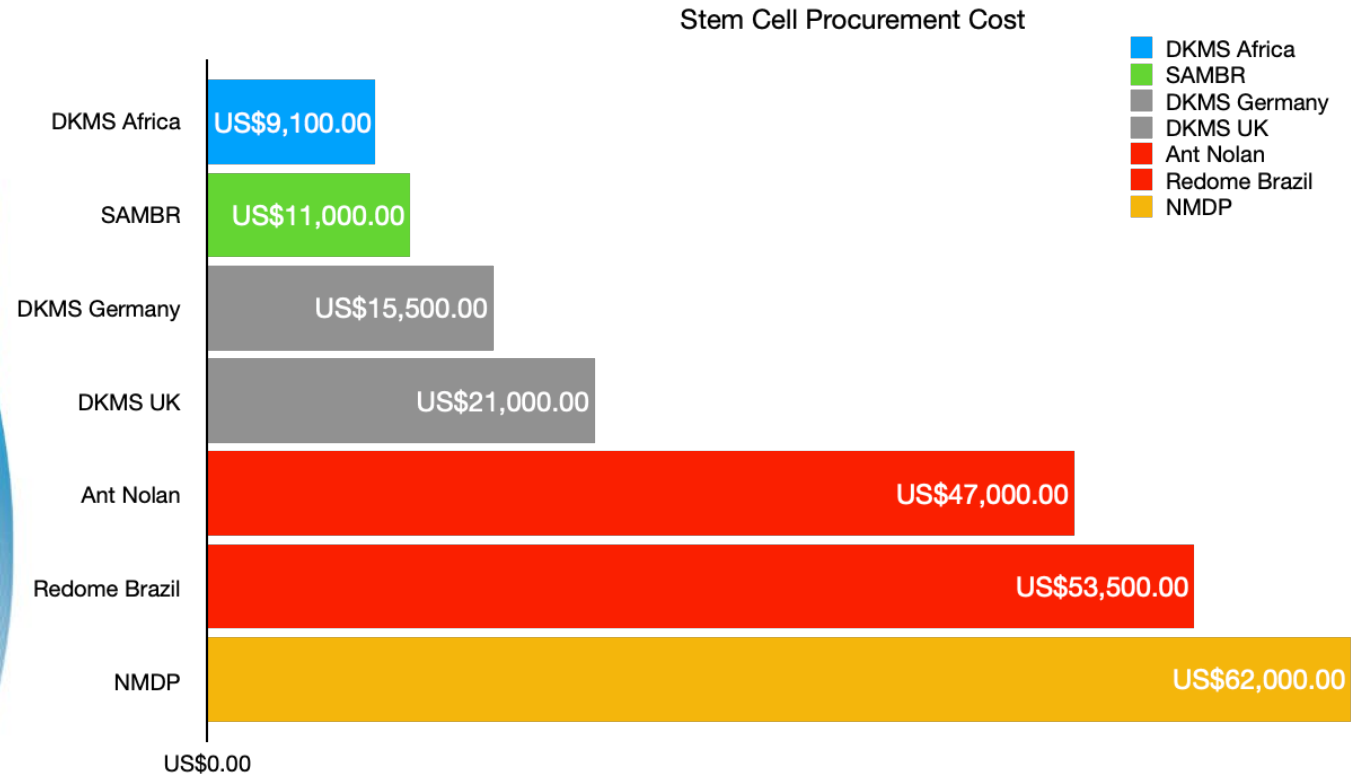 Stem Cell Procurement Cost
DKMS Africa
SAMBR
DKMS Germany
DKMS UK
Ant Nolan
Redome Brazil
NMDP
DKMS Africa
US$9,100.00
SAMBR
US$11,000.00
DKMS Germany
US$15,500.00
DKMS UK
US$21,000.00
Ant Nolan
US$47,000.00
Redome Brazil
US$53,500.00
NMDP
US$62,000.00
US$0.00